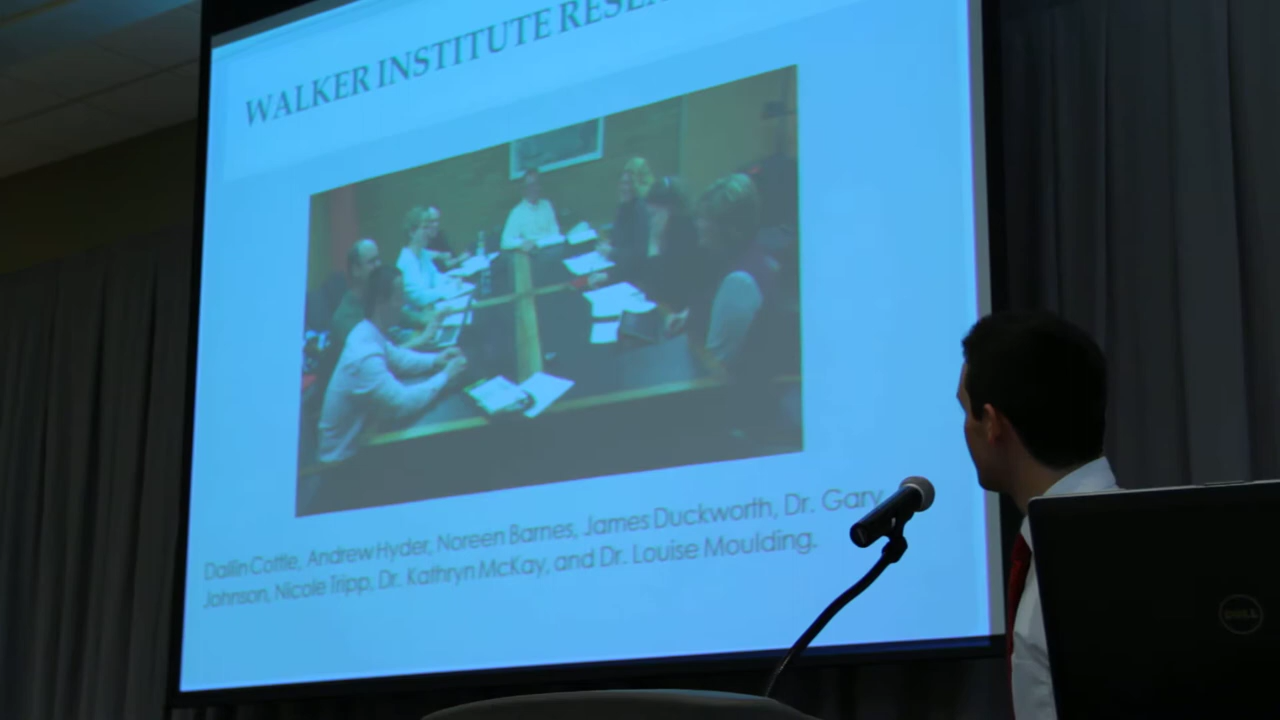 WALKER INSTITUTE RESEA
Dallin Cottle, Andrew Hyder, Noreen Barnes, James Duckworth, Dr. Gary
Johnson, Nicole Tripp, Dr. Kathryn McKay, and Dr. Louise Moulding.
DELL